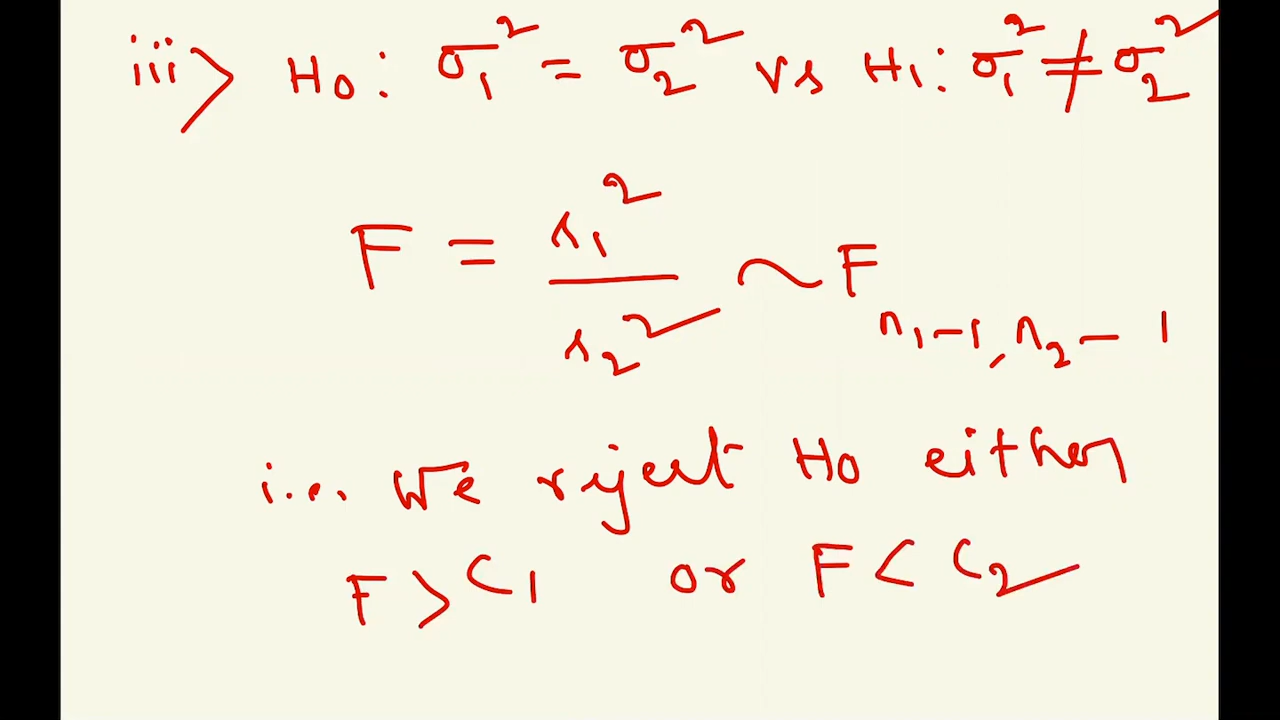 iii> H₀: σ₁² = σ₂² vs H₁: σ₁² ≠ σ₂²
F = s₁² / s₂² ~ F n₁-1, n₂-1
i.e. We reject H₀ either
F > C₁ or F < C₂